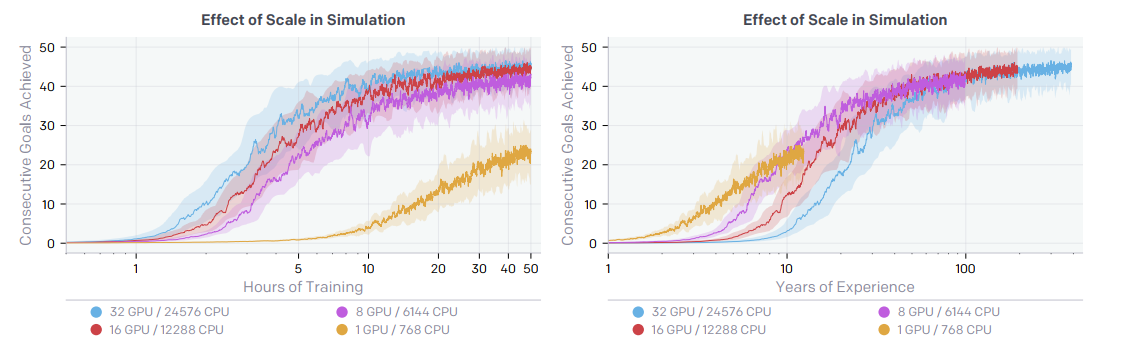 Effect of Scale in Simulation
Consecutive Goals Achieved
50
40
30
20
10
0
1
5
10
20
30
40
50
Hours of Training
32 GPU / 24576 CPU
8 GPU / 6144 CPU
16 GPU / 12288 CPU
1 GPU / 768 CPU
Effect of Scale in Simulation
Consecutive Goals Achieved
50
40
30
20
10
0
1
10
100
Years of Experience
32 GPU / 24576 CPU
8 GPU / 6144 CPU
16 GPU / 12288 CPU
1 GPU / 768 CPU